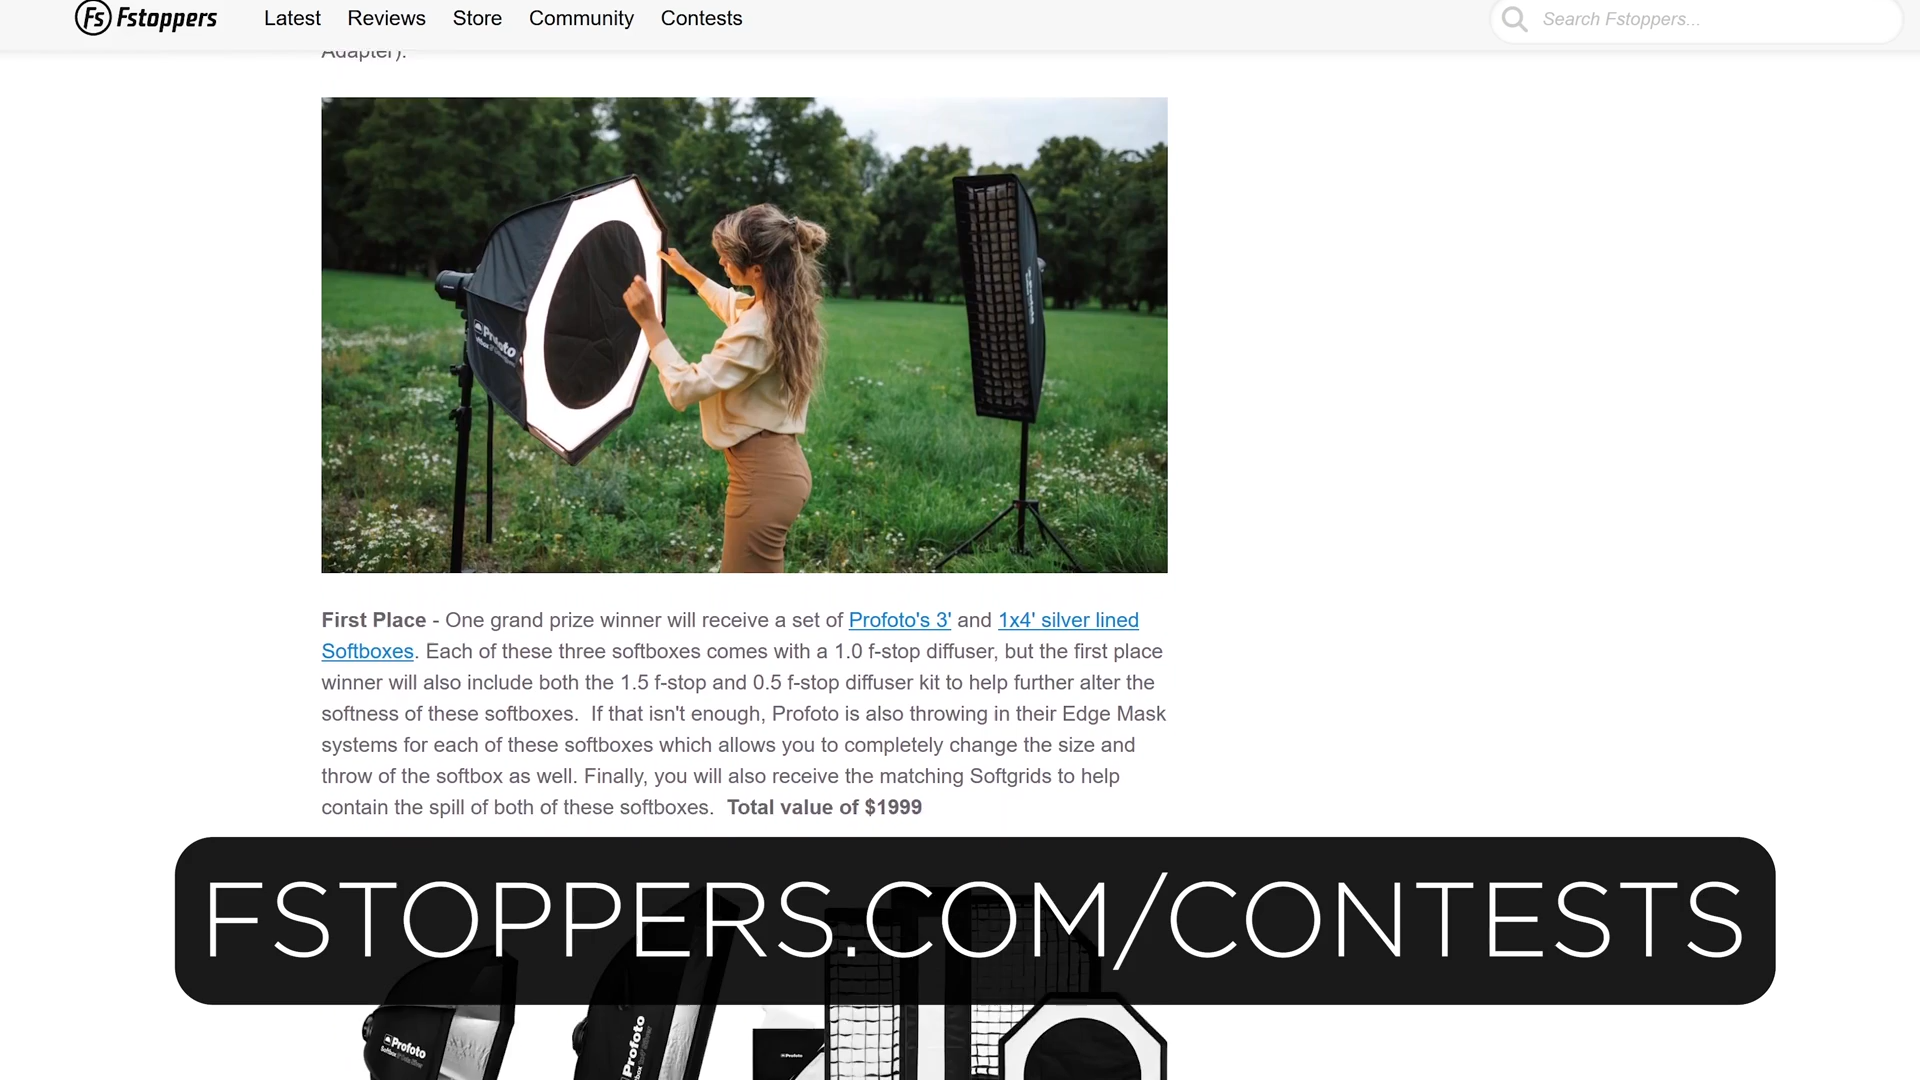 Fs Fstoppers Latest Reviews Store Community Contests Search Fstoppers...
Adapter).
Profoto
First Place - One grand prize winner will receive a set of Profoto's 3' and 1x4' silver lined
Softboxes. Each of these three softboxes comes with a 1.0 f-stop diffuser, but the first place
winner will also include both the 1.5 f-stop and 0.5 f-stop diffuser kit to help further alter the
softness of these softboxes.  If that isn't enough, Profoto is also throwing in their Edge Mask
systems for each of these softboxes which allows you to completely change the size and
throw of the softbox as well. Finally, you will also receive the matching Softgrids to help
contain the spill of both of these softboxes.  Total value of $1999
FSTOPPERS.COM/CONTESTS
Profoto
Profoto
Profoto